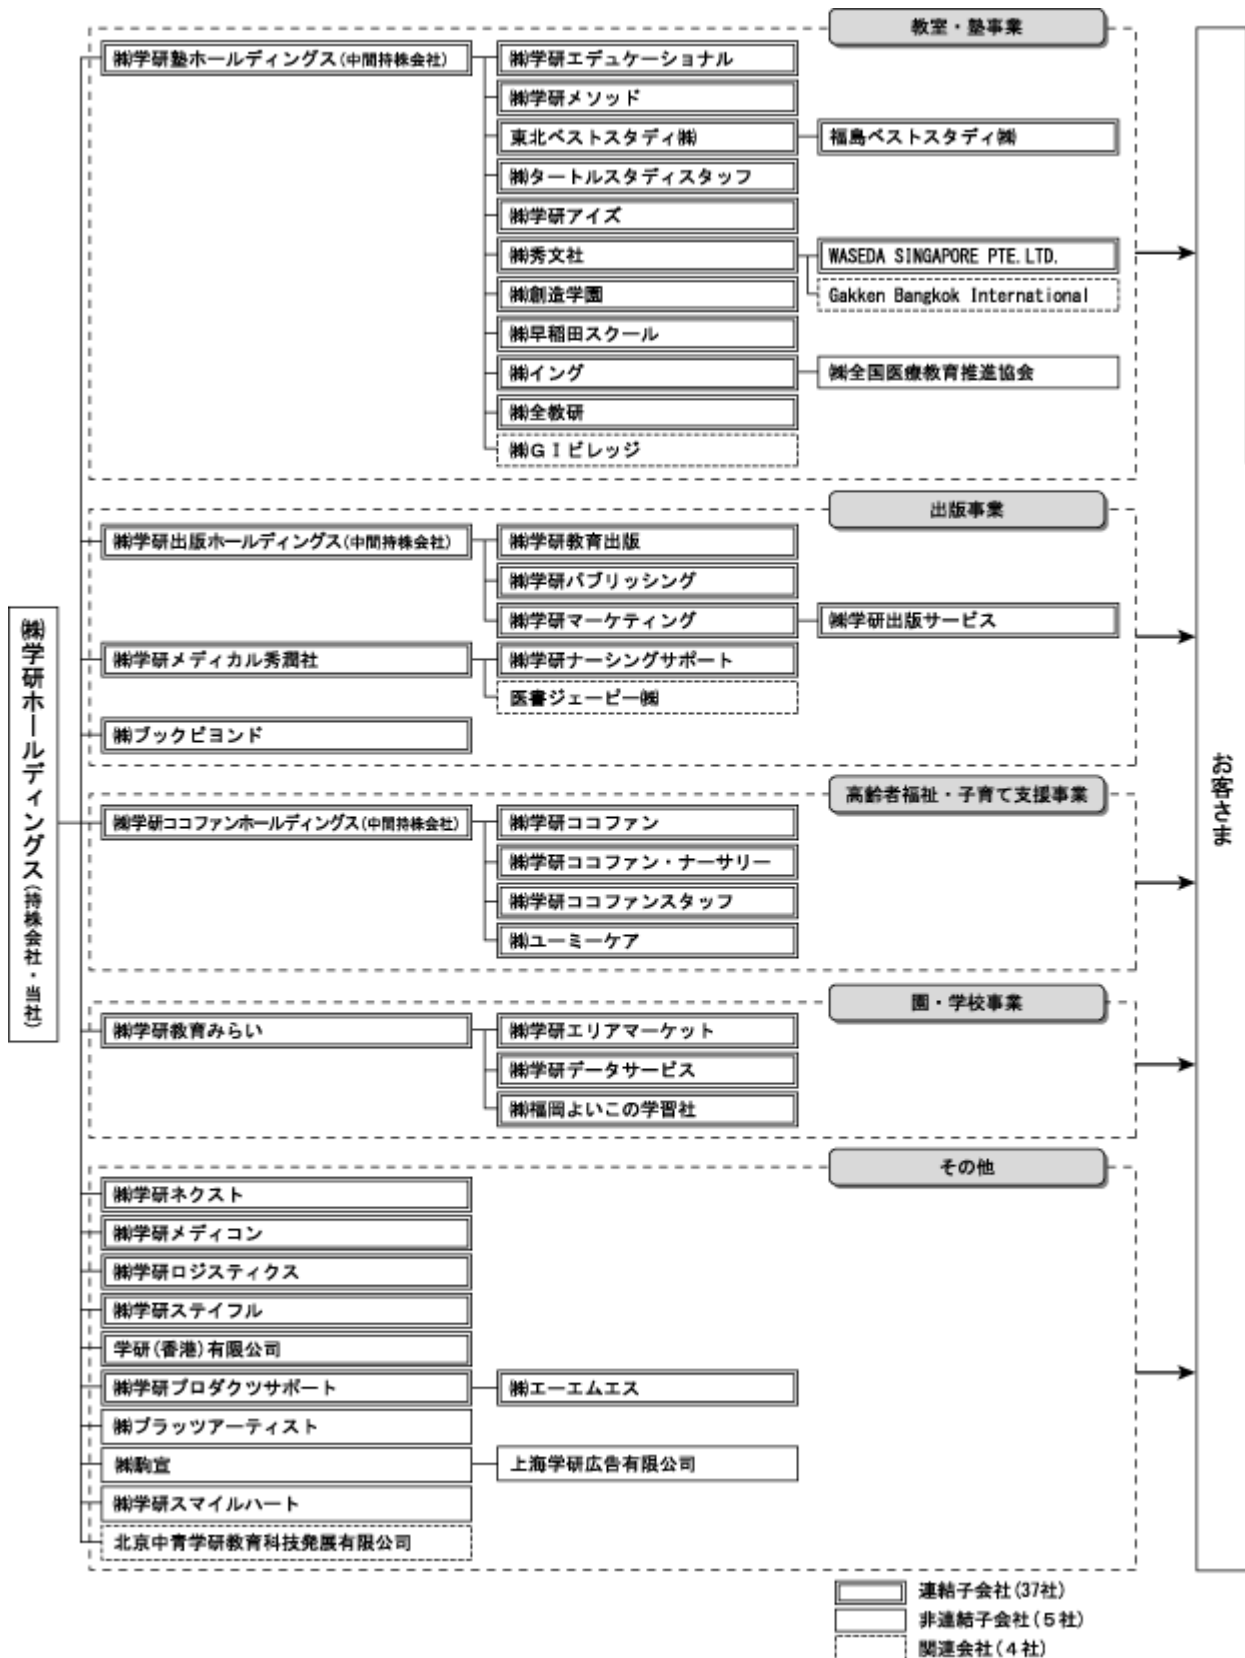 教室・塾事業
㈱学研塾ホールディングス(中間持株会社)
㈱学研エデュケーショナル
㈱学研メソッド
東北ベストスタディ㈱
福島ベストスタディ㈱
㈱タートルスタディスタッフ
㈱学研アイズ
㈱秀文社
WASEDA SINGAPORE PTE.LTD.
㈱創造学園
Gakken Bangkok International
㈱早稲田スクール
㈱イング
㈱全国医療教育推進協会
㈱全教研
㈱GIビレッジ
出版事業
㈱学研出版ホールディングス(中間持株会社)
㈱学研教育出版
㈱学研パブリッシング
㈱学研マーケティング
㈱学研出版サービス
㈱学研メディカル秀潤社
㈱学研ナーシングサポート
医書ジェーピー㈱
㈱ブックビヨンド
㈱学研ホールディングス(持株会社・当社)
お客さま
高齢者福祉・子育て支援事業
㈱学研ココファンホールディングス(中間持株会社)
㈱学研ココファン
㈱学研ココファン・ナーサリー
㈱学研ココファンスタッフ
㈱ユーミーケア
園・学校事業
㈱学研教育みらい
㈱学研エリアマーケット
㈱学研データサービス
㈱福岡よいこの学習社
その他
㈱学研ネクスト
㈱学研メディコン
㈱学研ロジスティクス
㈱学研ステイフル
学研(香港)有限公司
㈱学研プロダクツサポート
㈱エーエムエス
㈱ブラッツアーティスト
㈱駒宣
上海学研広告有限公司
㈱学研スマイルハート
北京中青学研教育科技発展有限公司
連結子会社(37社)
非連結子会社(5社)
関連会社(4社)